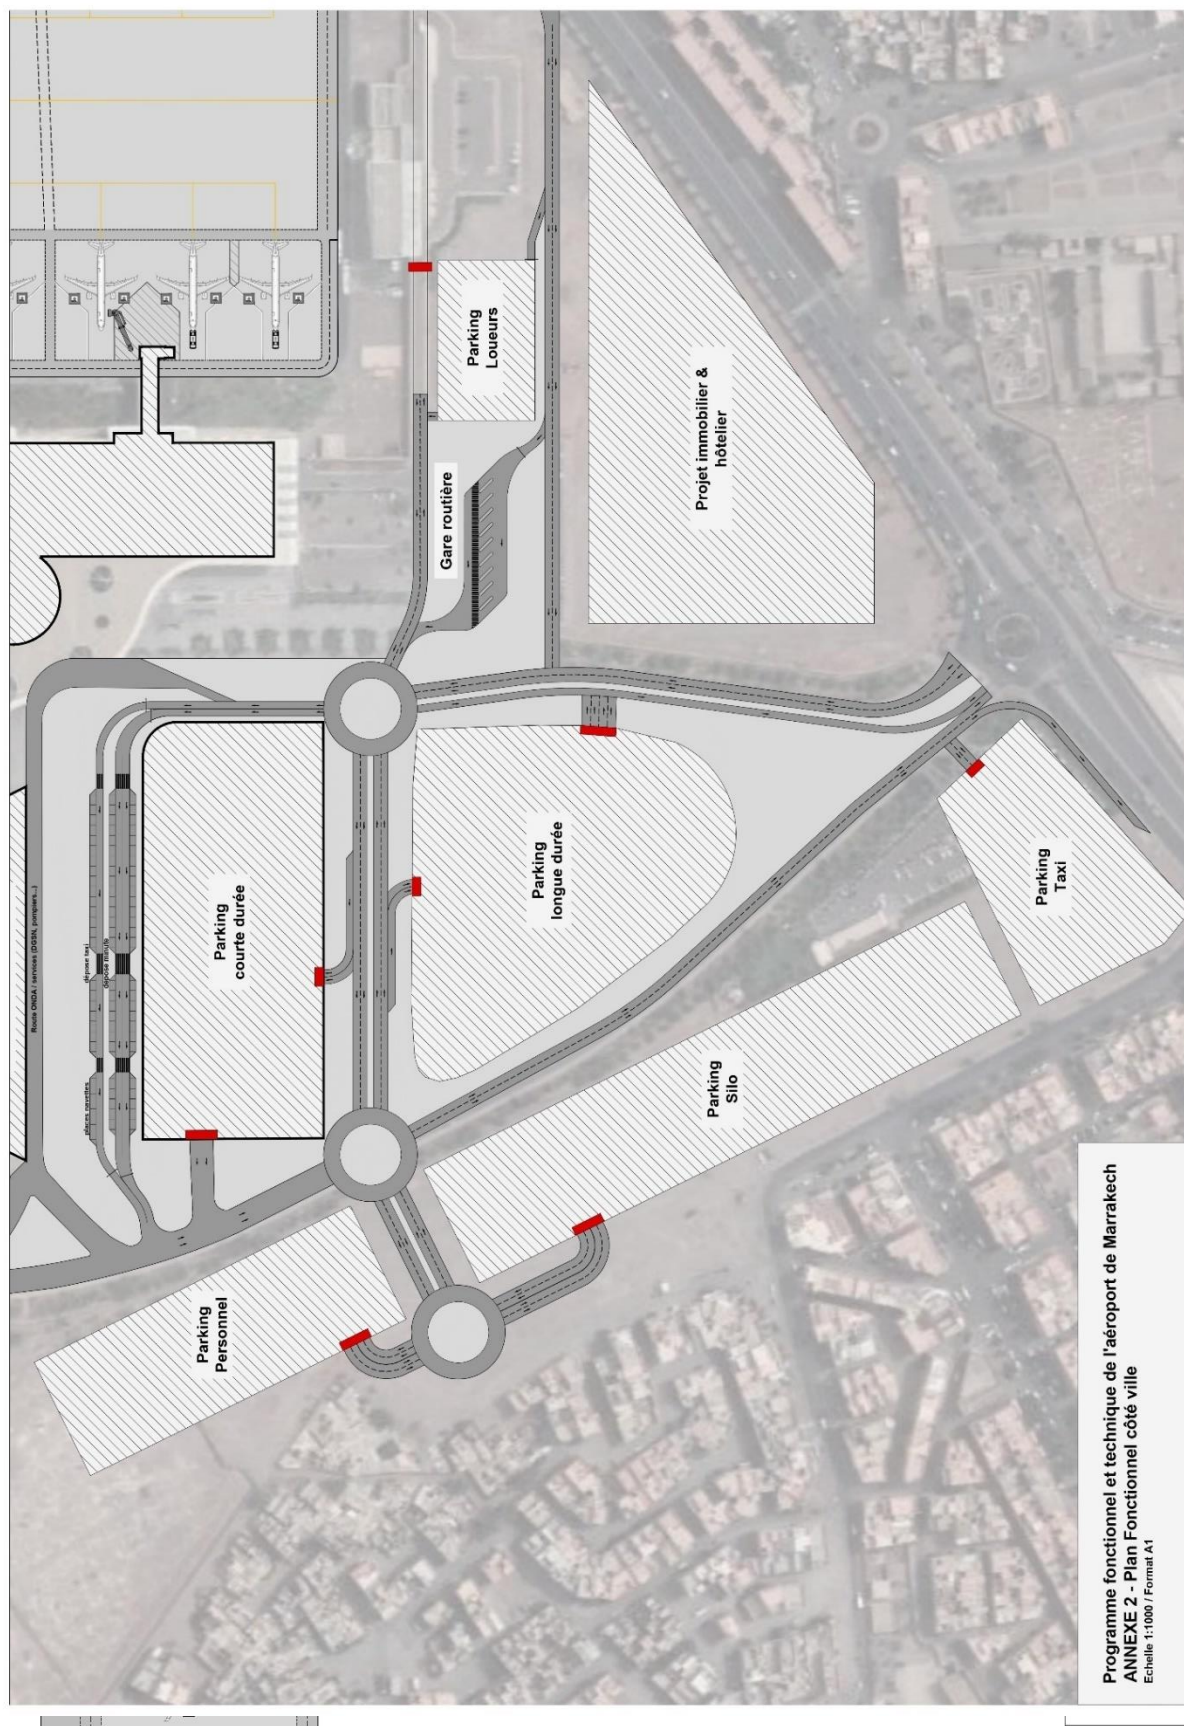 Parking
Loueurs
Projet immobilier &
hôtelier
Gare routière
Parking
courte durée
Parking
longue durée
Parking
Taxi
Route ONDA / services (DGSN, pompiers...)
dépose taxi
dépose minute
places navettes
Parking
Silo
Parking
Personnel
Programme fonctionnel et technique de l'aéroport de Marrakech
ANNEXE 2 - Plan Fonctionnel côté ville
Echelle 1:1000 / Format A1